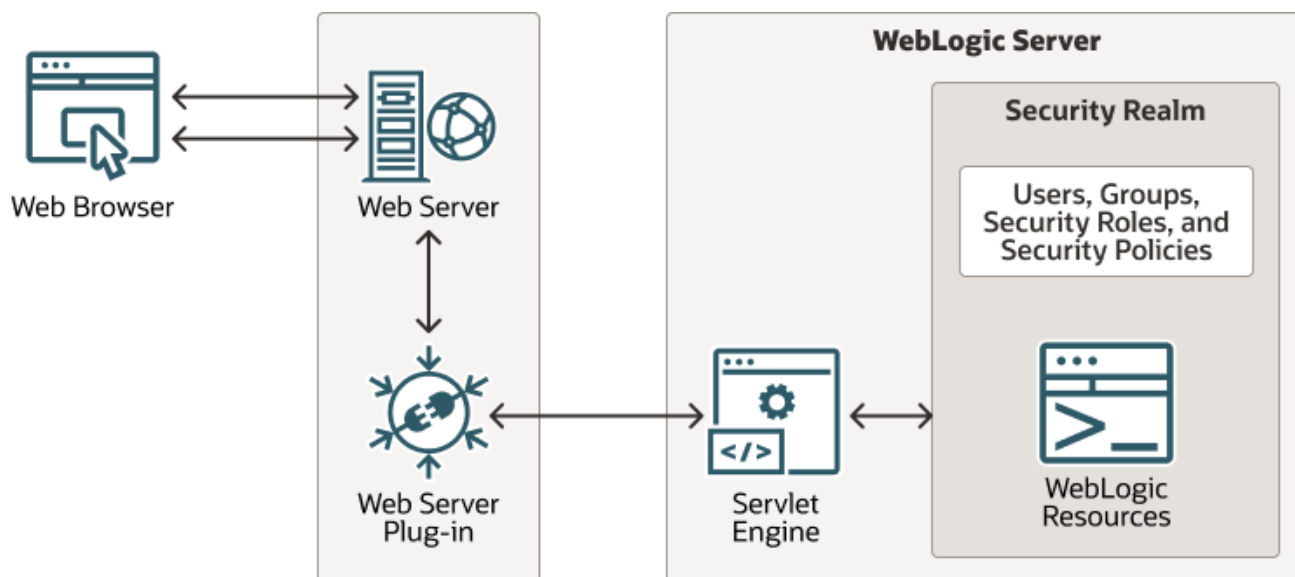 WebLogic Server
Security Realm
Users, Groups,
Security Roles, and
Security Policies
Web Browser
Web Server
Web Server
Plug-in
</>
Servlet
Engine
>_
WebLogic
Resources